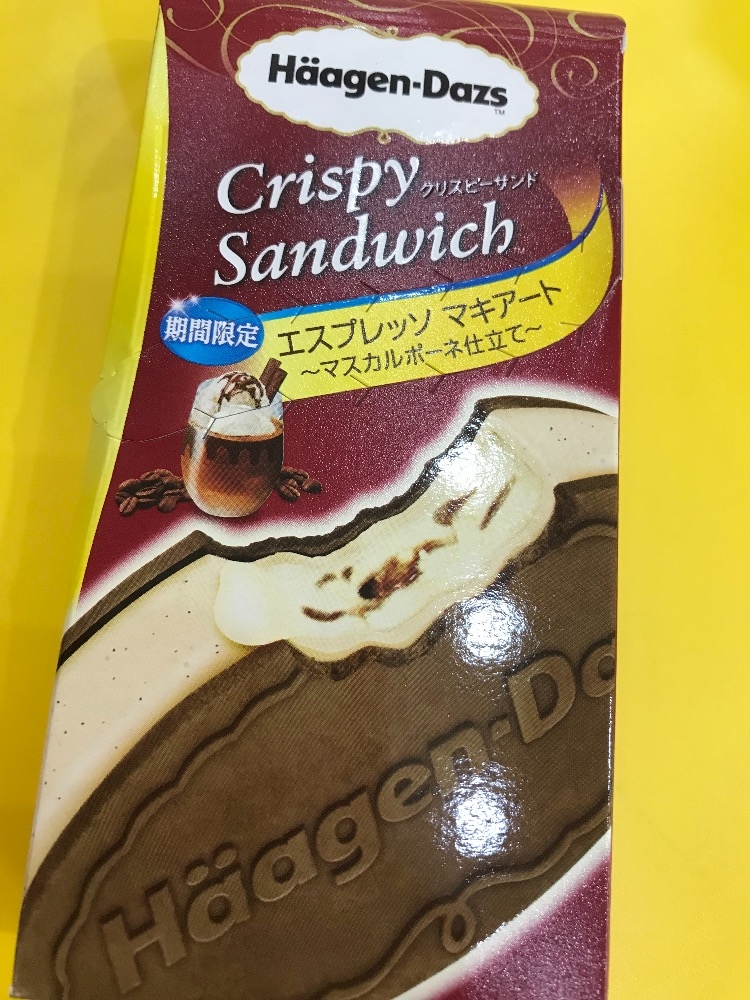 Häagen-Dazs
TM
Crispy
クリスピーサンド
Sandwich
期間限定
エスプレッソ マキアート
～マスカルポーネ仕立て～
Häagen-Da